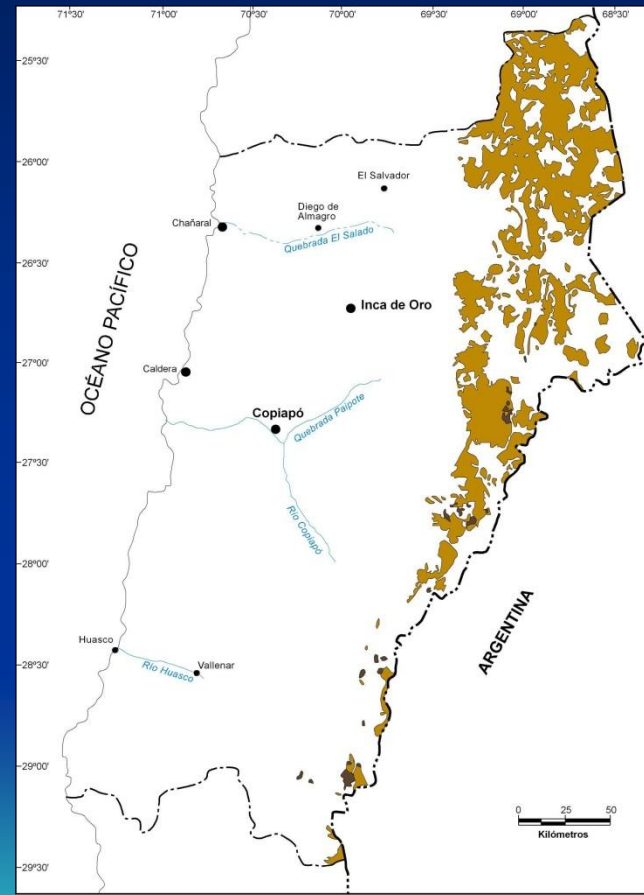 71°30'
71°00'
70°30'
70°00'
69°30'
69°00'
68°30'
25°30'
26°00'
El Salvador
Diego de
Almagro
Chañaral
Quebrada El Salado
26°30'
OCÉANO PACÍFICO
Inca de Oro
27°00'
Caldera
Copiapó
Quebrada Paipote
27°30'
Río Copiapó
28°00'
ARGENTINA
Huasco
28°30'
Río Huasco
Vallenar
29°00'
0 25 50
Kilómetros
29°30'